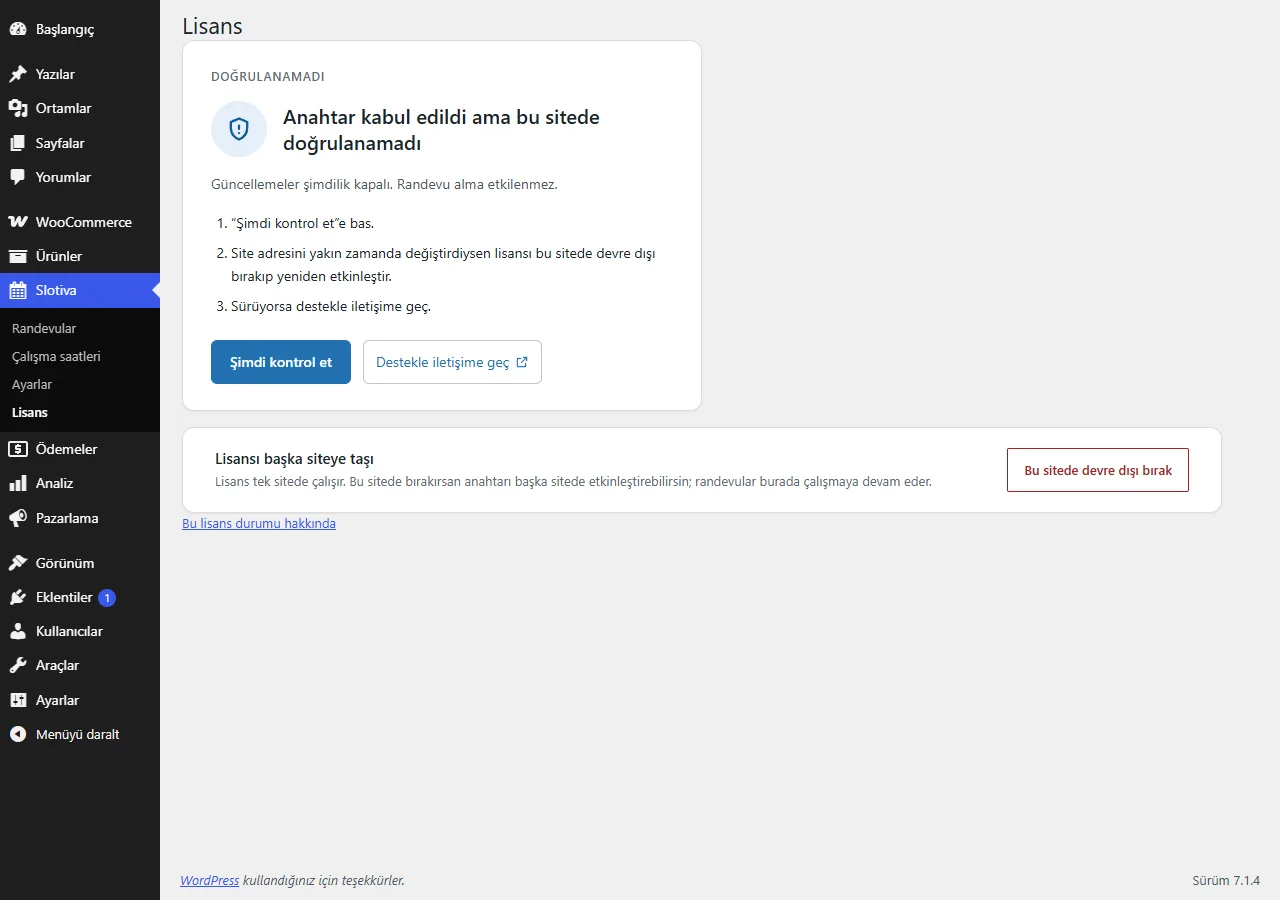 Başlangıç
Yazılar
Ortamlar
Sayfalar
Yorumlar
WooCommerce
Ürünler
Slotiva
Randevular
Çalışma saatleri
Ayarlar
Lisans
Ödemeler
Analiz
Pazarlama
Görünüm
Eklentiler 1
Kullanıcılar
Araçlar
Ayarlar
Menüyü daralt
Lisans
DOĞRULANAMADI
Anahtar kabul edildi ama bu sitede
doğrulanamadı
Güncellemeler şimdilik kapalı. Randevu alma etkilenmez.
1. “Şimdi kontrol et”e bas.
2. Site adresini yakın zamanda değiştirdiysen lisansı bu sitede devre dışı
bırakıp yeniden etkinleştir.
3. Sürüyorsa destekle iletişime geç.
Şimdi kontrol et
Destekle iletişime geç
Lisansı başka siteye taşı
Lisans tek sitede çalışır. Bu sitede bırakırsan anahtarı başka sitede etkinleştirebilirsin; randevular burada çalışmaya devam eder.
Bu sitede devre dışı bırak
Bu lisans durumu hakkında
WordPress kullandığınız için teşekkürler.
Sürüm 7.1.4